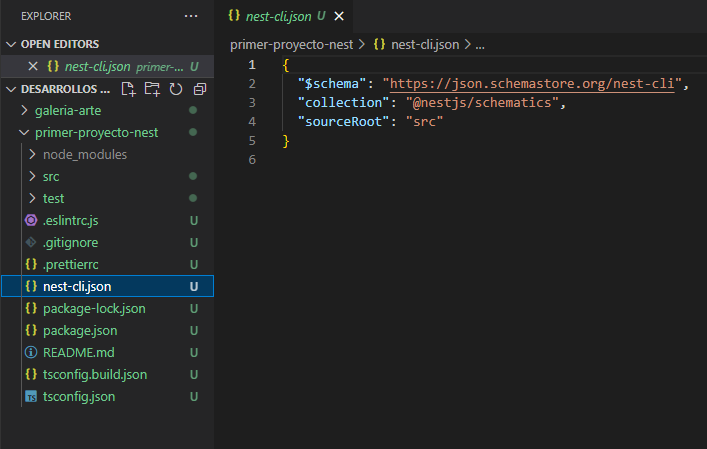 EXPLORER
OPEN EDITORS
nest-cli.json primer-... U
DESARROLLOS ...
galeria-arte
primer-proyecto-nest
node_modules
src
test
.eslintrc.js U
.gitignore U
.prettierrc U
nest-cli.json U
package-lock.json U
package.json U
README.md U
tsconfig.build.json U
TS tsconfig.json U
nest-cli.json U
primer-proyecto-nest > nest-cli.json > ...
1 {
2 "$schema": "https://json.schemastore.org/nest-cli",
3 "collection": "@nestjs/schematics",
4 "sourceRoot": "src"
5 }
6